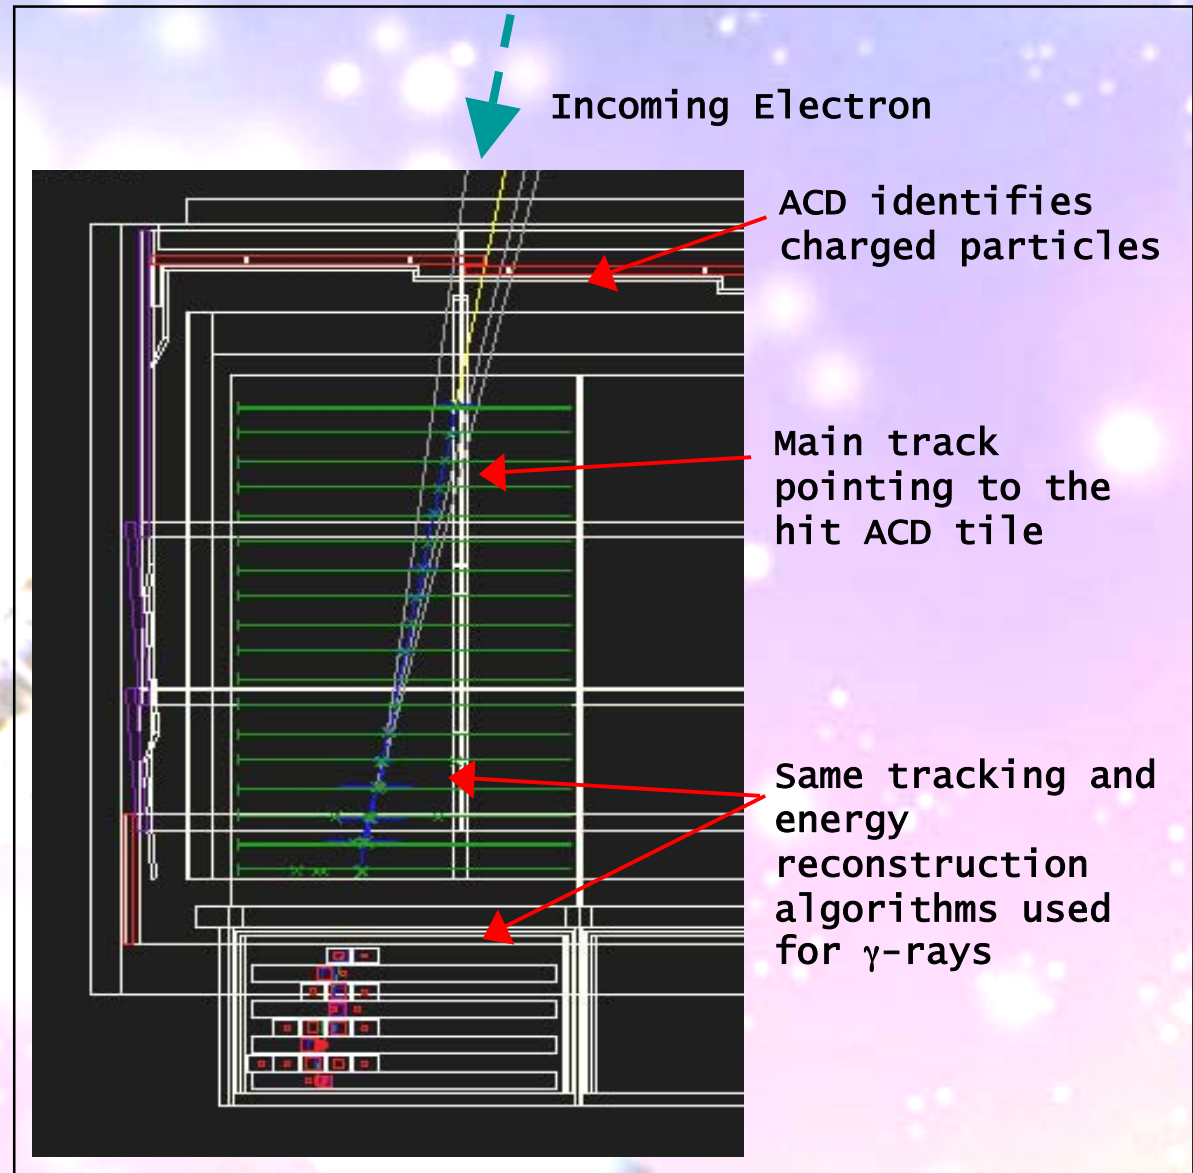 Incoming Electron
ACD identifies
charged particles
Main track
pointing to the
hit ACD tile
Same tracking and
energy
reconstruction
algorithms used
for γ-rays